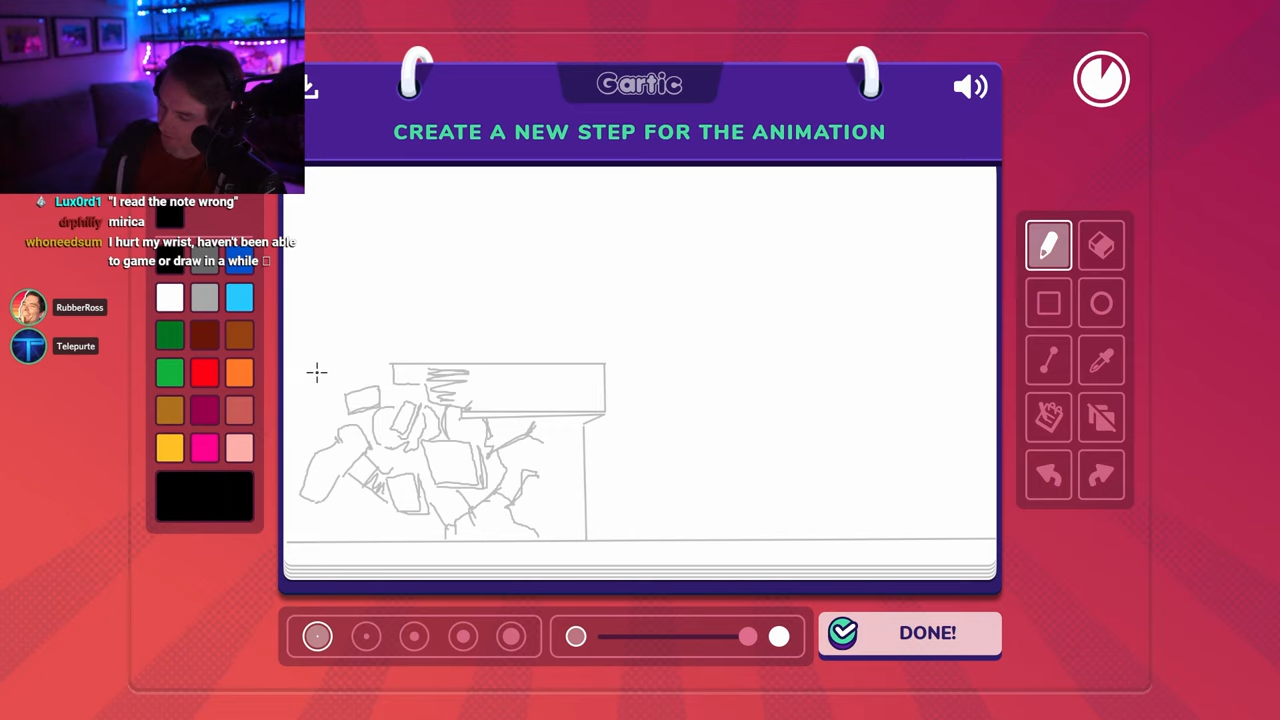 Gartic
CREATE A NEW STEP FOR THE ANIMATION
Lux0rd1 "I read the note wrong"
drphilly mirica
whoneedsum I hurt my wrist, haven't been able
to game or draw in a while
RubberRoss
Telepurte
DONE!